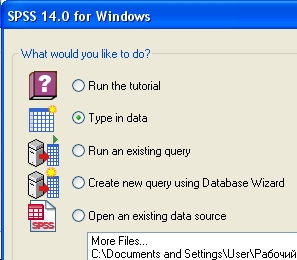 SPSS 14.0 for Windows
What would you like to do?
Run the tutorial
Type in data
Run an existing query
Create new query using Database Wizard
Open an existing data source
SPSS
More Files...
C:\Documents and Settings\User\Рабочий